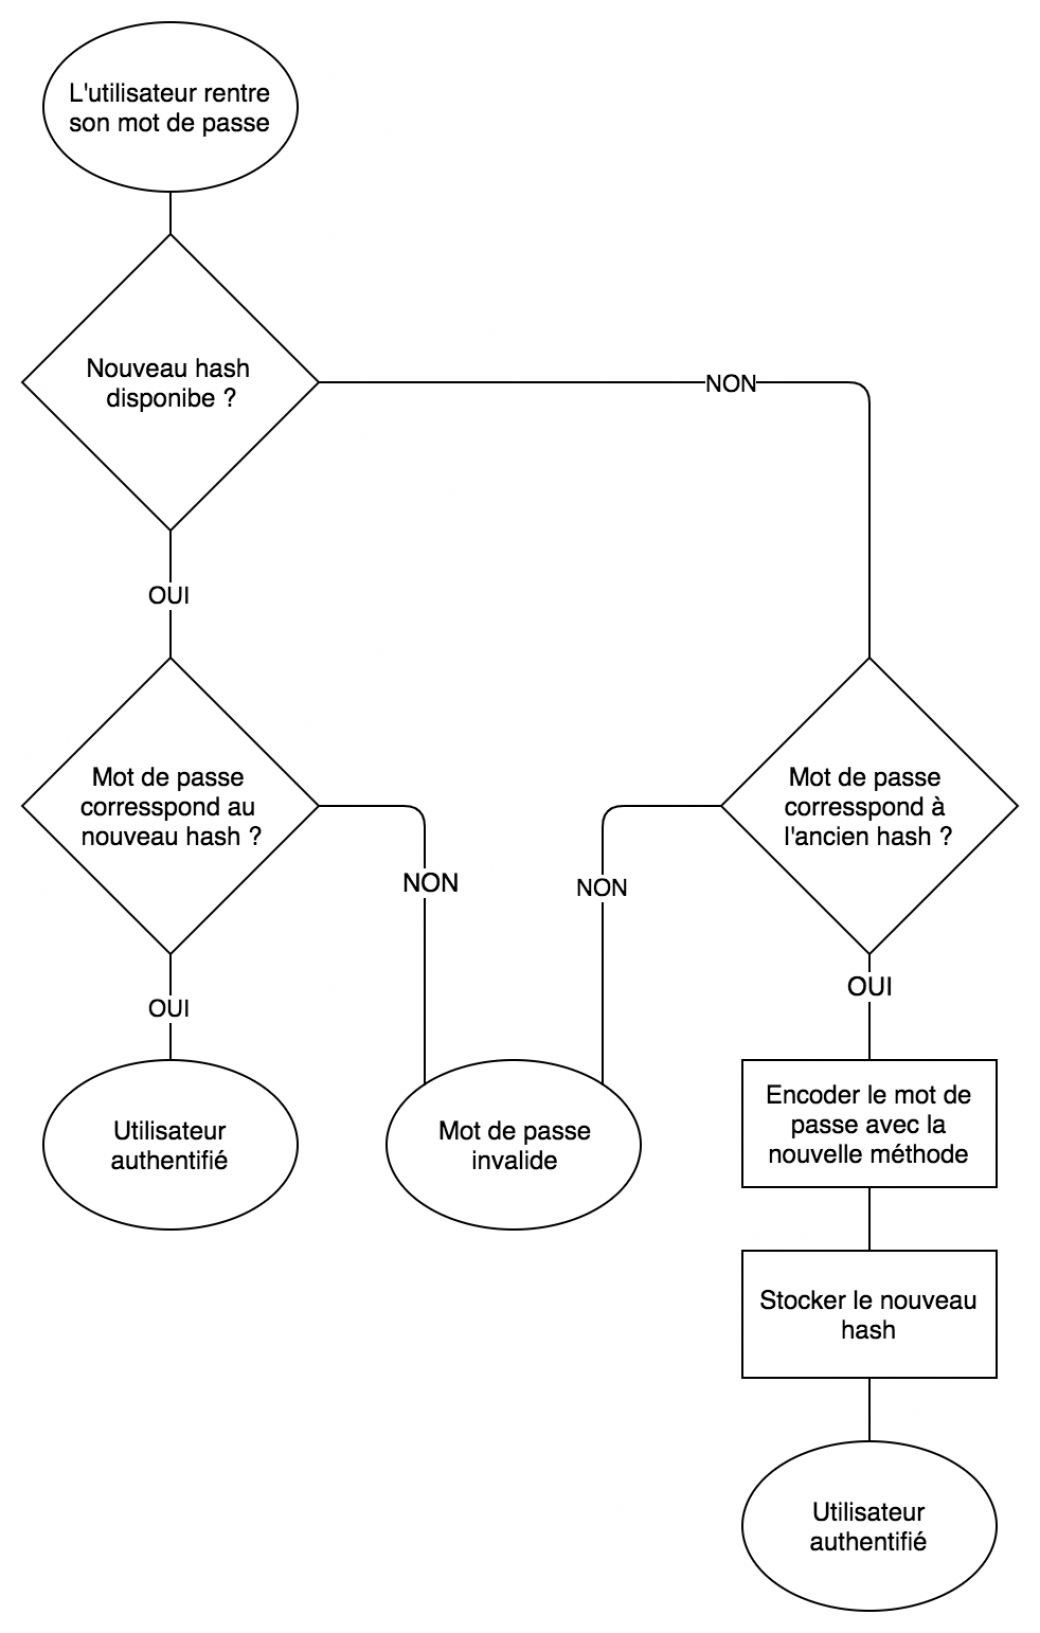 L'utilisateur rentre
son mot de passe
Nouveau hash
disponibe ?
NON
OUI
Mot de passe
corresspond au
nouveau hash ?
Mot de passe
corresspond à
l'ancien hash ?
NON
NON
OUI
OUI
Utilisateur
authentifié
Mot de passe
invalide
Encoder le mot de
passe avec la
nouvelle méthode
Stocker le nouveau
hash
Utilisateur
authentifié